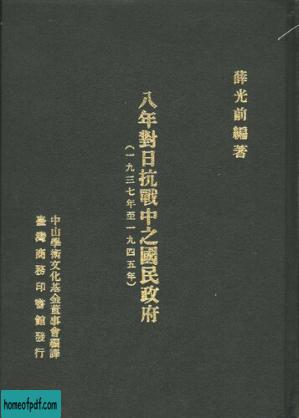 薛光前編著
八年對日抗戰中之國民政府
(一九三七年至一九四五年)
中山學術文化基金董事會編譯
臺灣商務印書館發行
homeofpdf.com